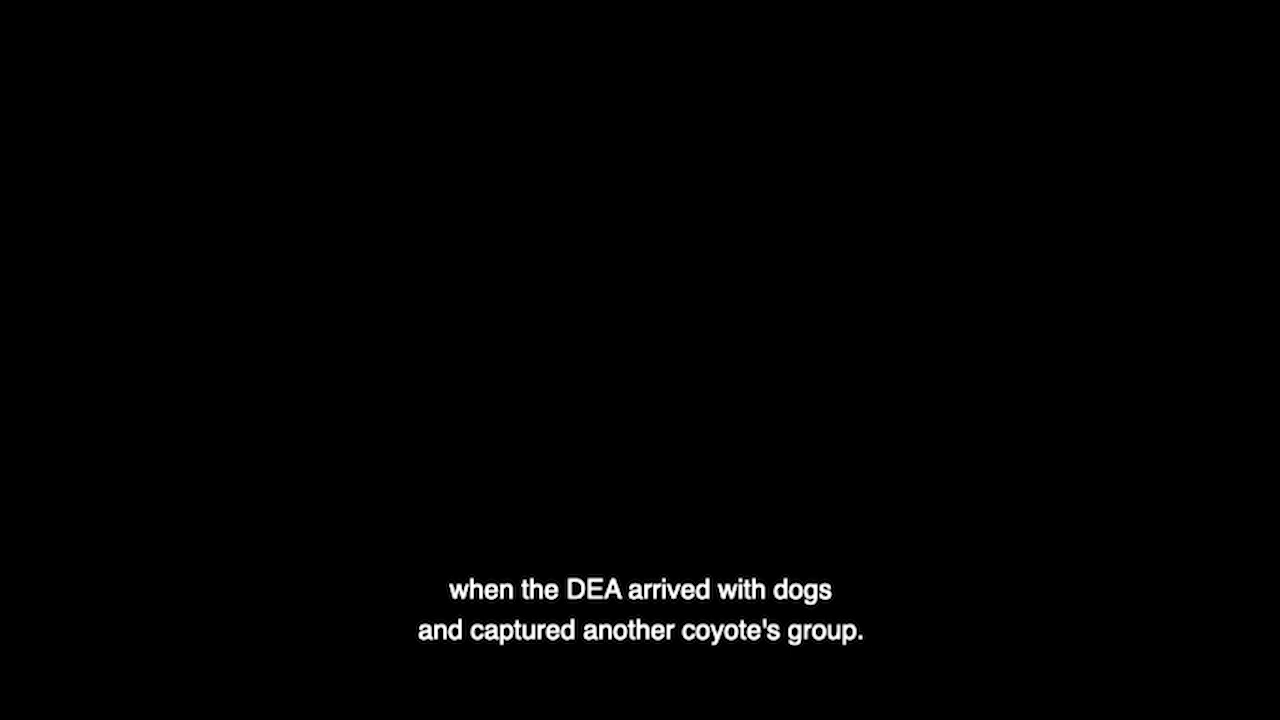 when the DEA arrived with dogs
and captured another coyote's group.